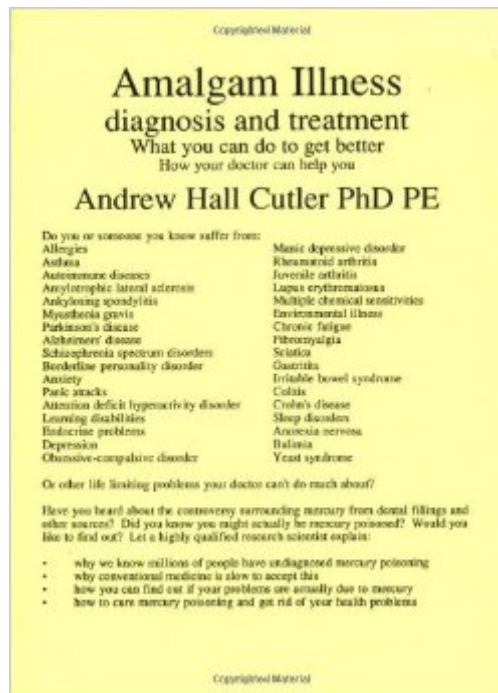 Copyrighted Material
Amalgam Illness
diagnosis and treatment
What you can do to get better
How your doctor can help you
Andrew Hall Cutler PhD PE
Do you or someone you know suffer from:
Allergies
Asthma
Autoimmune diseases
Amyotrophic lateral sclerosis
Ankylosing spondylitis
Myasthenia gravis
Parkinson's disease
Alzheimers' disease
Schizophrenia spectrum disorders
Borderline personality disorder
Anxiety
Panic attacks
Attention deficit hyperactivity disorder
Learning disabilities
Endocrine problems
Depression
Obsessive-compulsive disorder
Manic depressive disorder
Rheumatoid arthritis
Juvenile arthritis
Lupus erythromatosus
Multiple chemical sensitivities
Environmental illness
Chronic fatigue
Fibromyalgia
Sciatica
Gastritis
Irritable bowel syndrome
Colitis
Crohn's disease
Sleep disorders
Anorexia nervosa
Bulimia
Yeast syndrome
Or other life limiting problems your doctor can't do much about?
Have you heard about the controversy surrounding mercury from dental fillings and
other sources? Did you know you might actually be mercury poisoned? Would you
like to find out? Let a highly qualified research scientist explain:
• why we know millions of people have undiagnosed mercury poisoning
• why conventional medicine is slow to accept this
• how you can find out if your problems are actually due to mercury
• how to cure mercury poisoning and get rid of your health problems
Copyrighted Material